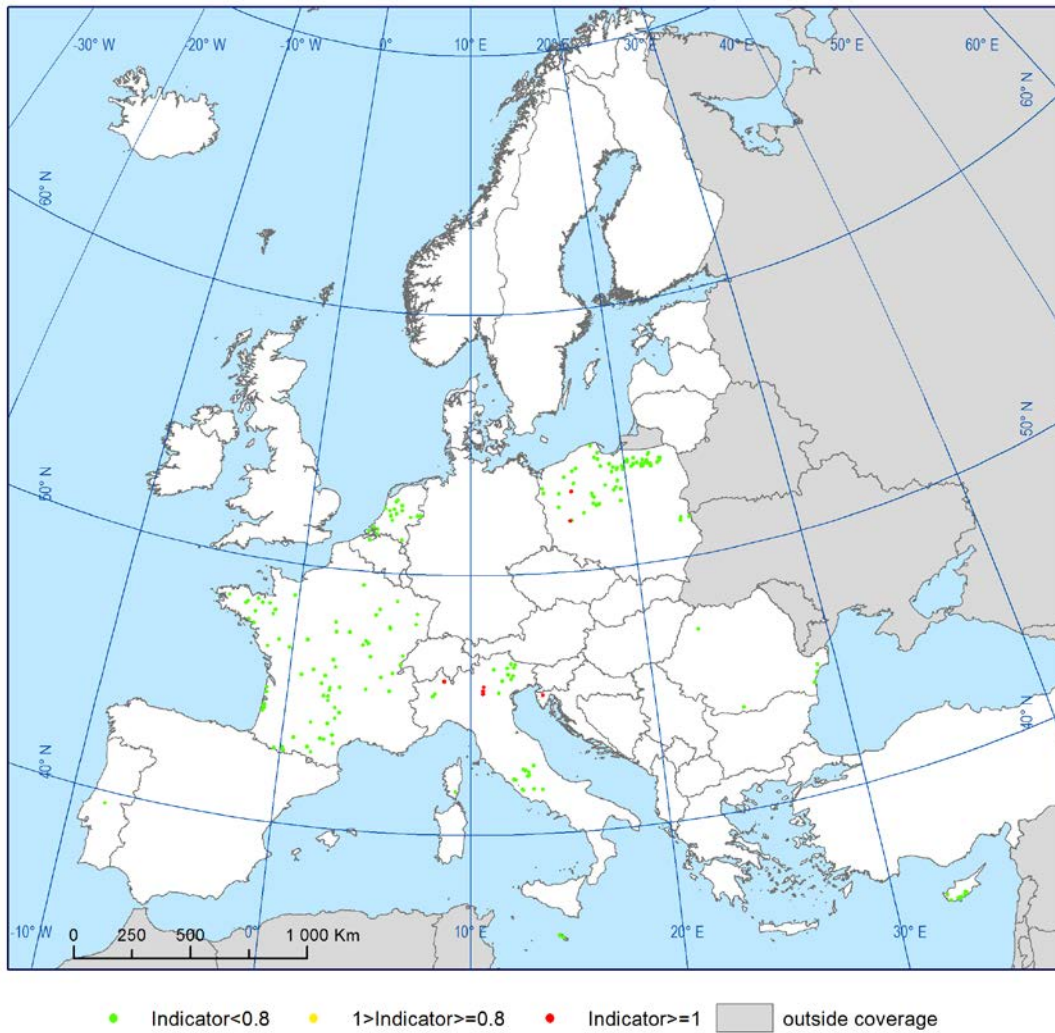 -30° W -20° W -10° W 0° 10° E 20° E 30° E 40° E 50° E 60° E
60° N
60° N
50° N
50° N
40° N
40° N
-10° W 0° 10° E 20° E 30° E
0 250 500 1 000 Km
Indicator<0.8 1>Indicator>=0.8 Indicator>=1 outside coverage